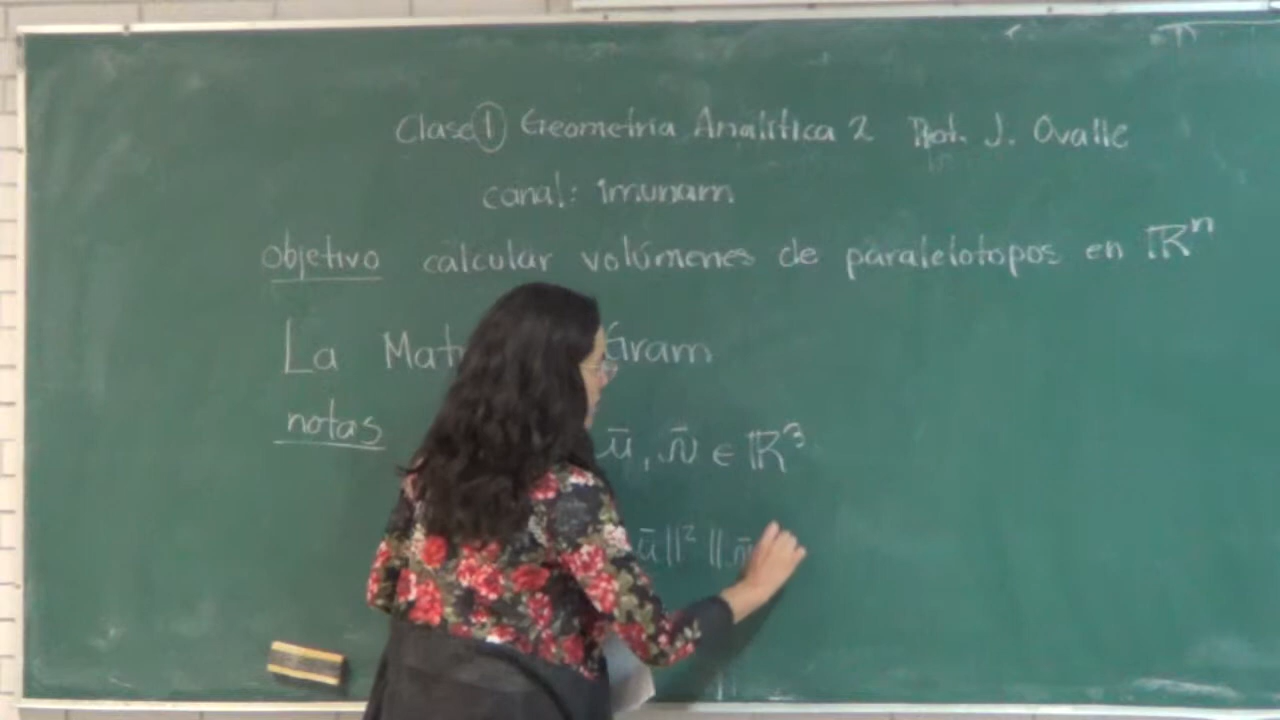 Clase 1 Geometría Analítica 2 Prof. J. Ovalle
canal: imunam
objetivo calcular volúmenes de paralelotopos en ℝⁿ
La Gram
notas ū, v̄ ∈ ℝ³
ū||² ||v̄